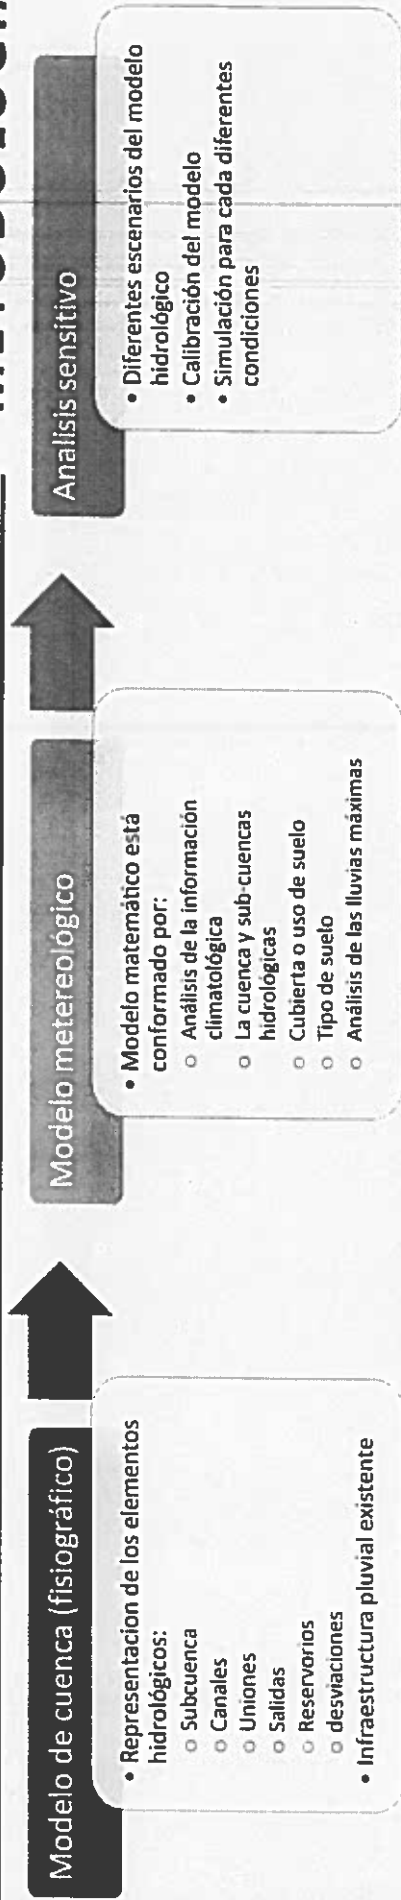 Modelo de cuenca (fisiográfico)
• Representacion de los elementos
hidrológicos:
○ Subcuenca
○ Canales
○ Uniones
○ Salidas
○ Reservorios
○ desviaciones
• Infraestructura pluvial existente
Modelo metereológico
• Modelo matemático está
conformado por:
○ Análisis de la información
climatológica
○ La cuenca y sub-cuencas
hidrológicas
○ Cubierta o uso de suelo
○ Tipo de suelo
○ Análisis de las lluvias máximas
Analisis sensitivo
• Diferentes escenarios del modelo
hidrológico
• Calibración del modelo
• Simulación para cada diferentes
condiciones